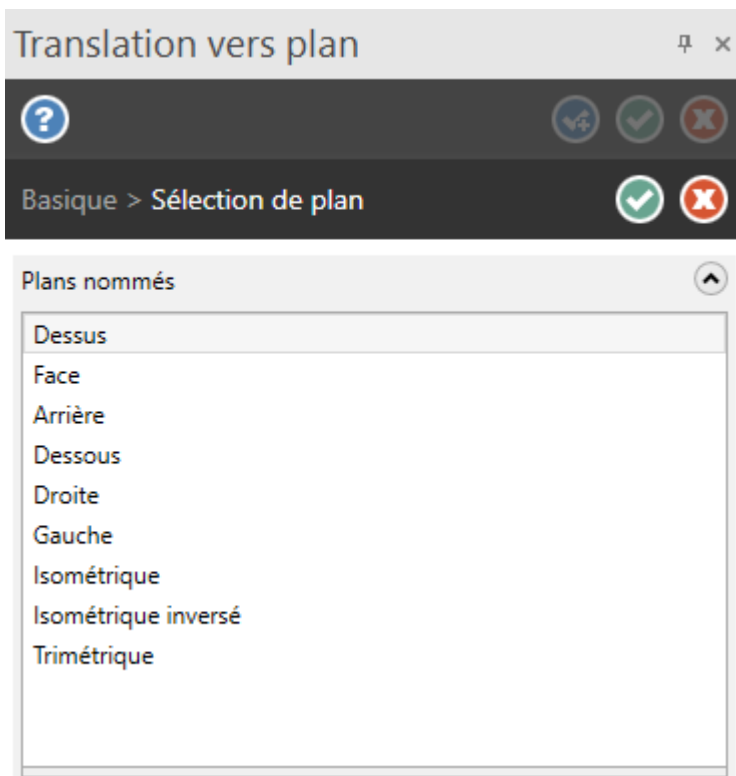 Translation vers plan
Basique > Sélection de plan
Plans nommés
Dessus
Face
Arrière
Dessous
Droite
Gauche
Isométrique
Isométrique inversé
Trimétrique